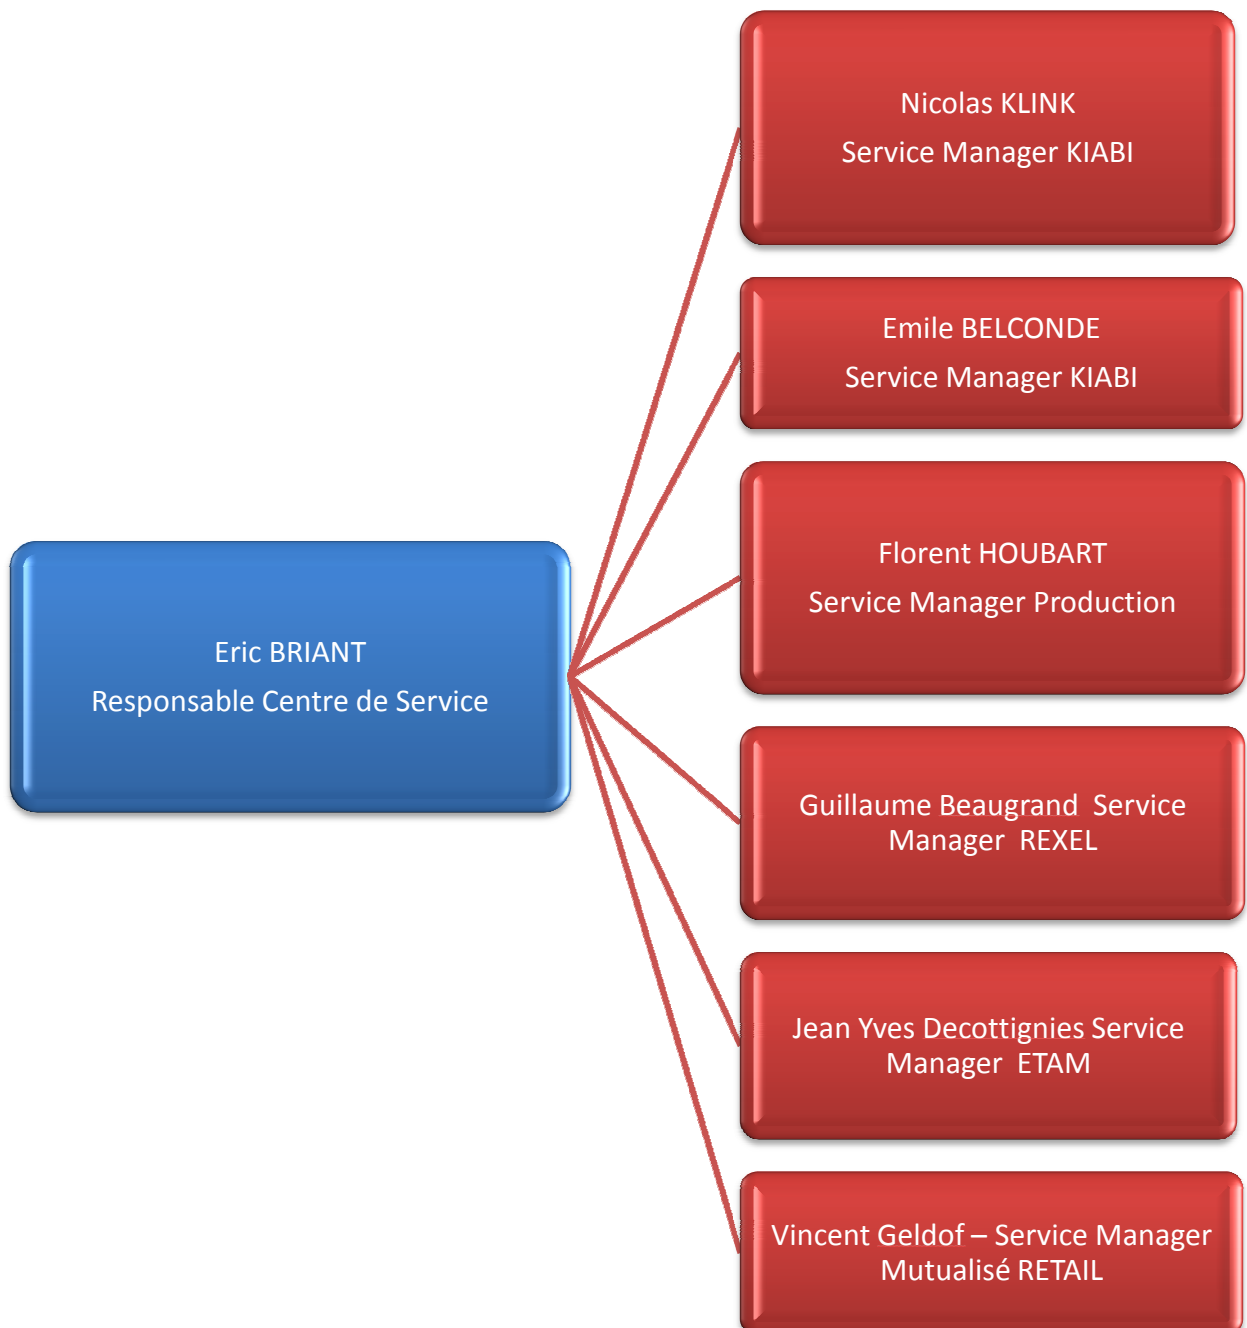 Nicolas KLINK
Service Manager KIABI
Emile BELCONDE
Service Manager KIABI
Florent HOUBART
Service Manager Production
Eric BRIANT
Responsable Centre de Service
Guillaume Beaugrand  Service
Manager  REXEL
Jean Yves Decottignies Service
Manager  ETAM
Vincent Geldof – Service Manager
Mutualisé RETAIL